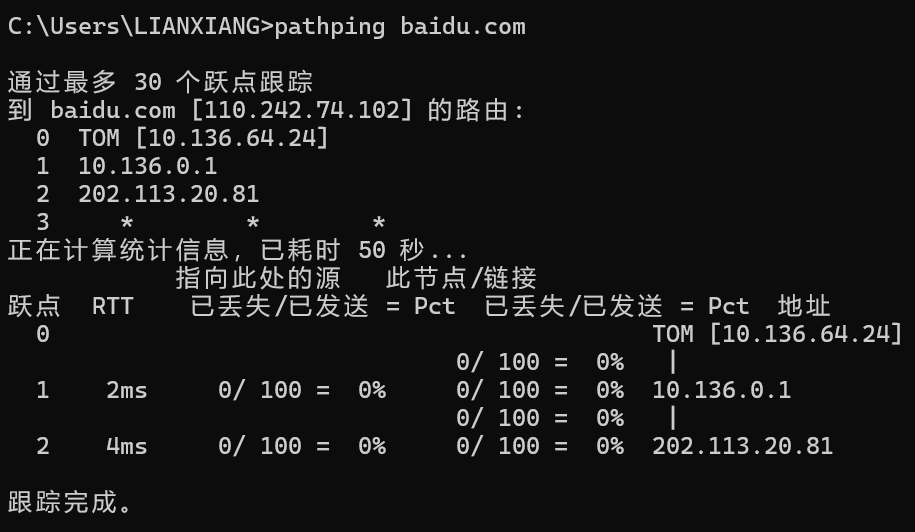 C:\Users\LIANXIANG>pathping baidu.com
通过最多 30 个跃点跟踪
到 baidu.com [110.242.74.102] 的路由:
  0  TOM [10.136.64.24]
  1  10.136.0.1
  2  202.113.20.81
  3     *        *        *
正在计算统计信息，已耗时 50 秒...
            指向此处的源   此节点/链接
跃点  RTT    已丢失/已发送 = Pct  已丢失/已发送 = Pct  地址
  0                                           TOM [10.136.64.24]
                                0/ 100 =  0%   |
  1    2ms     0/ 100 =  0%     0/ 100 =  0%  10.136.0.1
                                0/ 100 =  0%   |
  2    4ms     0/ 100 =  0%     0/ 100 =  0%  202.113.20.81
跟踪完成。